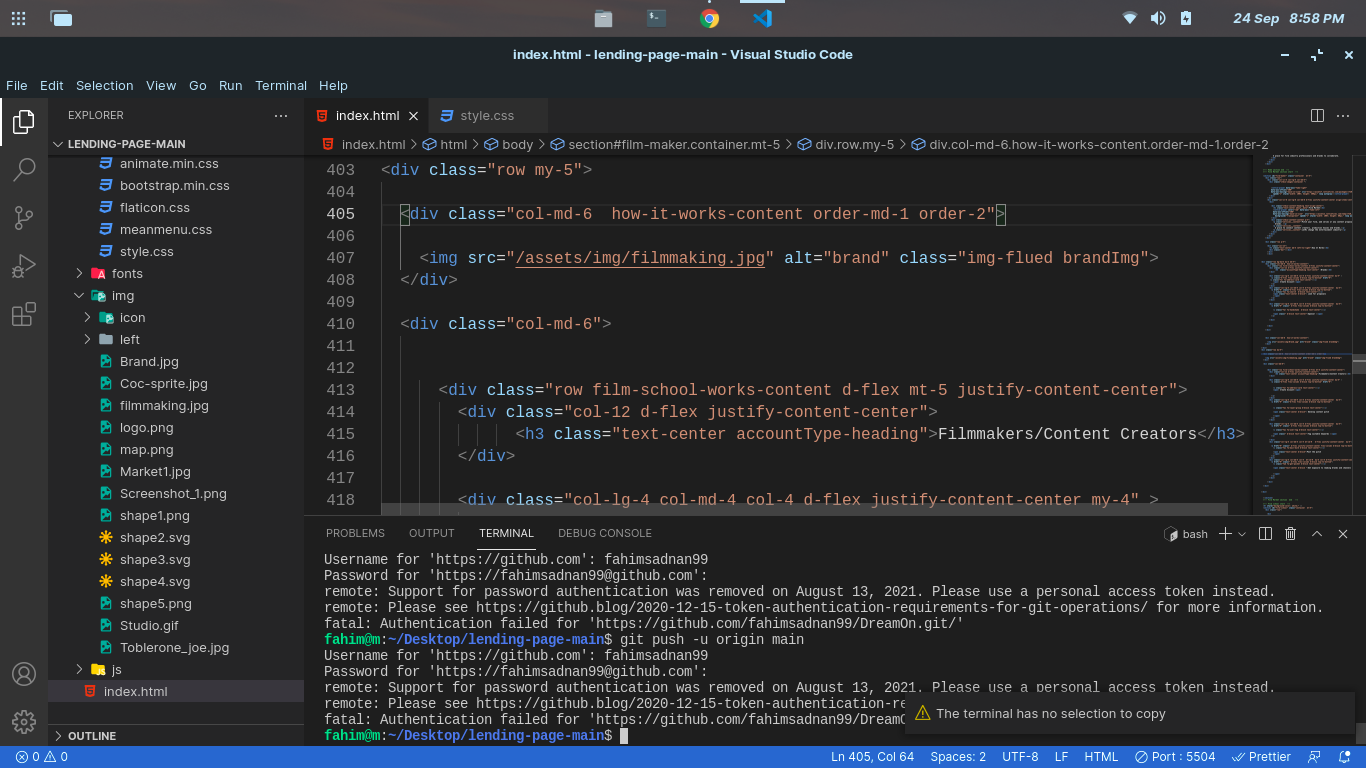 24 Sep 8:58 PM
index.html - lending-page-main - Visual Studio Code
File Edit Selection View Go Run Terminal Help
EXPLORER
LENDING-PAGE-MAIN
animate.min.css
bootstrap.min.css
flaticon.css
meanmenu.css
style.css
fonts
img
icon
left
Brand.jpg
Coc-sprite.jpg
filmmaking.jpg
logo.png
map.png
Market1.jpg
Screenshot_1.png
shape1.png
shape2.svg
shape3.svg
shape4.svg
shape5.png
Studio.gif
Toblerone_joe.jpg
js
index.html
OUTLINE
index.html style.css
index.html > html > body > section#film-maker.container.mt-5 > div.row.my-5 > div.col-md-6.how-it-works-content.order-md-1.order-2
403 <div class="row my-5">
404
405 <div class="col-md-6  how-it-works-content order-md-1 order-2">
406
407 <img src="/assets/img/filmmaking.jpg" alt="brand" class="img-flued brandImg">
408 </div>
409
410 <div class="col-md-6">
411
412
413 <div class="row film-school-works-content d-flex mt-5 justify-content-center">
414 <div class="col-12 d-flex justify-content-center">
415 <h3 class="text-center accountType-heading">Filmmakers/Content Creators</h3>
416 </div>
417
418 <div class="col-lg-4 col-md-4 col-4 d-flex justify-content-center my-4" >
PROBLEMS OUTPUT TERMINAL DEBUG CONSOLE bash
Username for 'https://github.com': fahimsadnan99
Password for 'https://fahimsadnan99@github.com':
remote: Support for password authentication was removed on August 13, 2021. Please use a personal access token instead.
remote: Please see https://github.blog/2020-12-15-token-authentication-requirements-for-git-operations/ for more information.
fatal: Authentication failed for 'https://github.com/fahimsadnan99/DreamOn.git/'
fahim@m:~/Desktop/lending-page-main$ git push -u origin main
Username for 'https://github.com': fahimsadnan99
Password for 'https://fahimsadnan99@github.com':
remote: Support for password authentication was removed on August 13, 2021. Please use a personal access token instead.
remote: Please see https://github.blog/2020-12-15-token-authentication-re
fatal: Authentication failed for 'https://github.com/fahimsadnan99/DreamO
fahim@m:~/Desktop/lending-page-main$
The terminal has no selection to copy
0 0 Ln 405, Col 64 Spaces: 2 UTF-8 LF HTML Port : 5504 Prettier